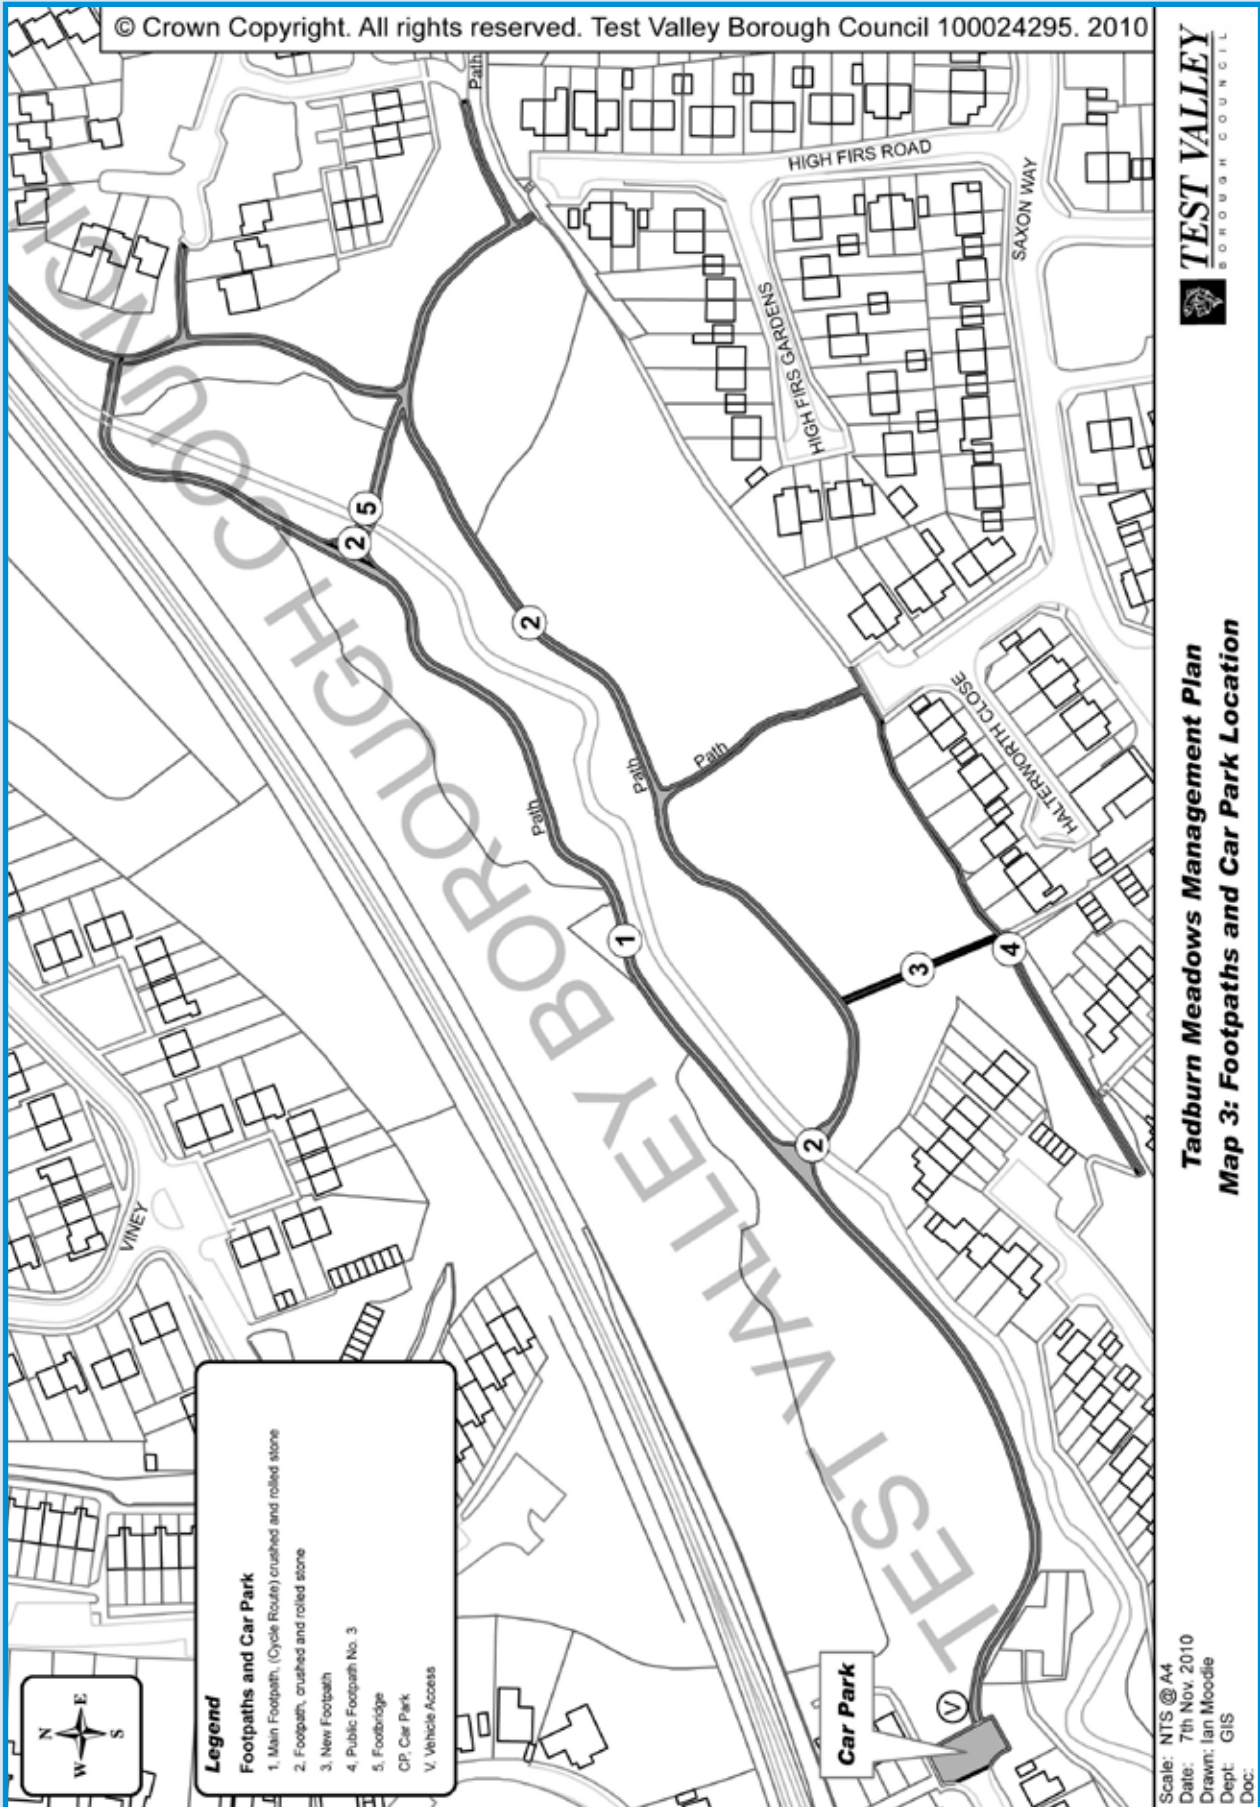 © Crown Copyright. All rights reserved. Test Valley Borough Council 100024295. 2010
N
W
E
S
Legend
Footpaths and Car Park
1, Main Footpath, (Cycle Route) crushed and rolled stone
2, Footpath, crushed and rolled stone
3, New Footpath
4, Public Footpath No. 3
5, Footbridge
CP, Car Park
V, Vehicle Access
VINEY
TEST VALLEY BOROUGH COUNCIL
Car Park
V
2
1
Path
2
5
2
Path
Path
Path
3
4
HALTERWORTH CLOSE
HIGH FIRS GARDENS
HIGH FIRS ROAD
SAXON WAY
Scale: NTS @ A4
Date: 7th Nov. 2010
Drawn: Ian Moodie
Dept: GIS
Doc:
Tadburn Meadows Management Plan
Map 3: Footpaths and Car Park Location
TEST VALLEY
BOROUGH COUNCIL